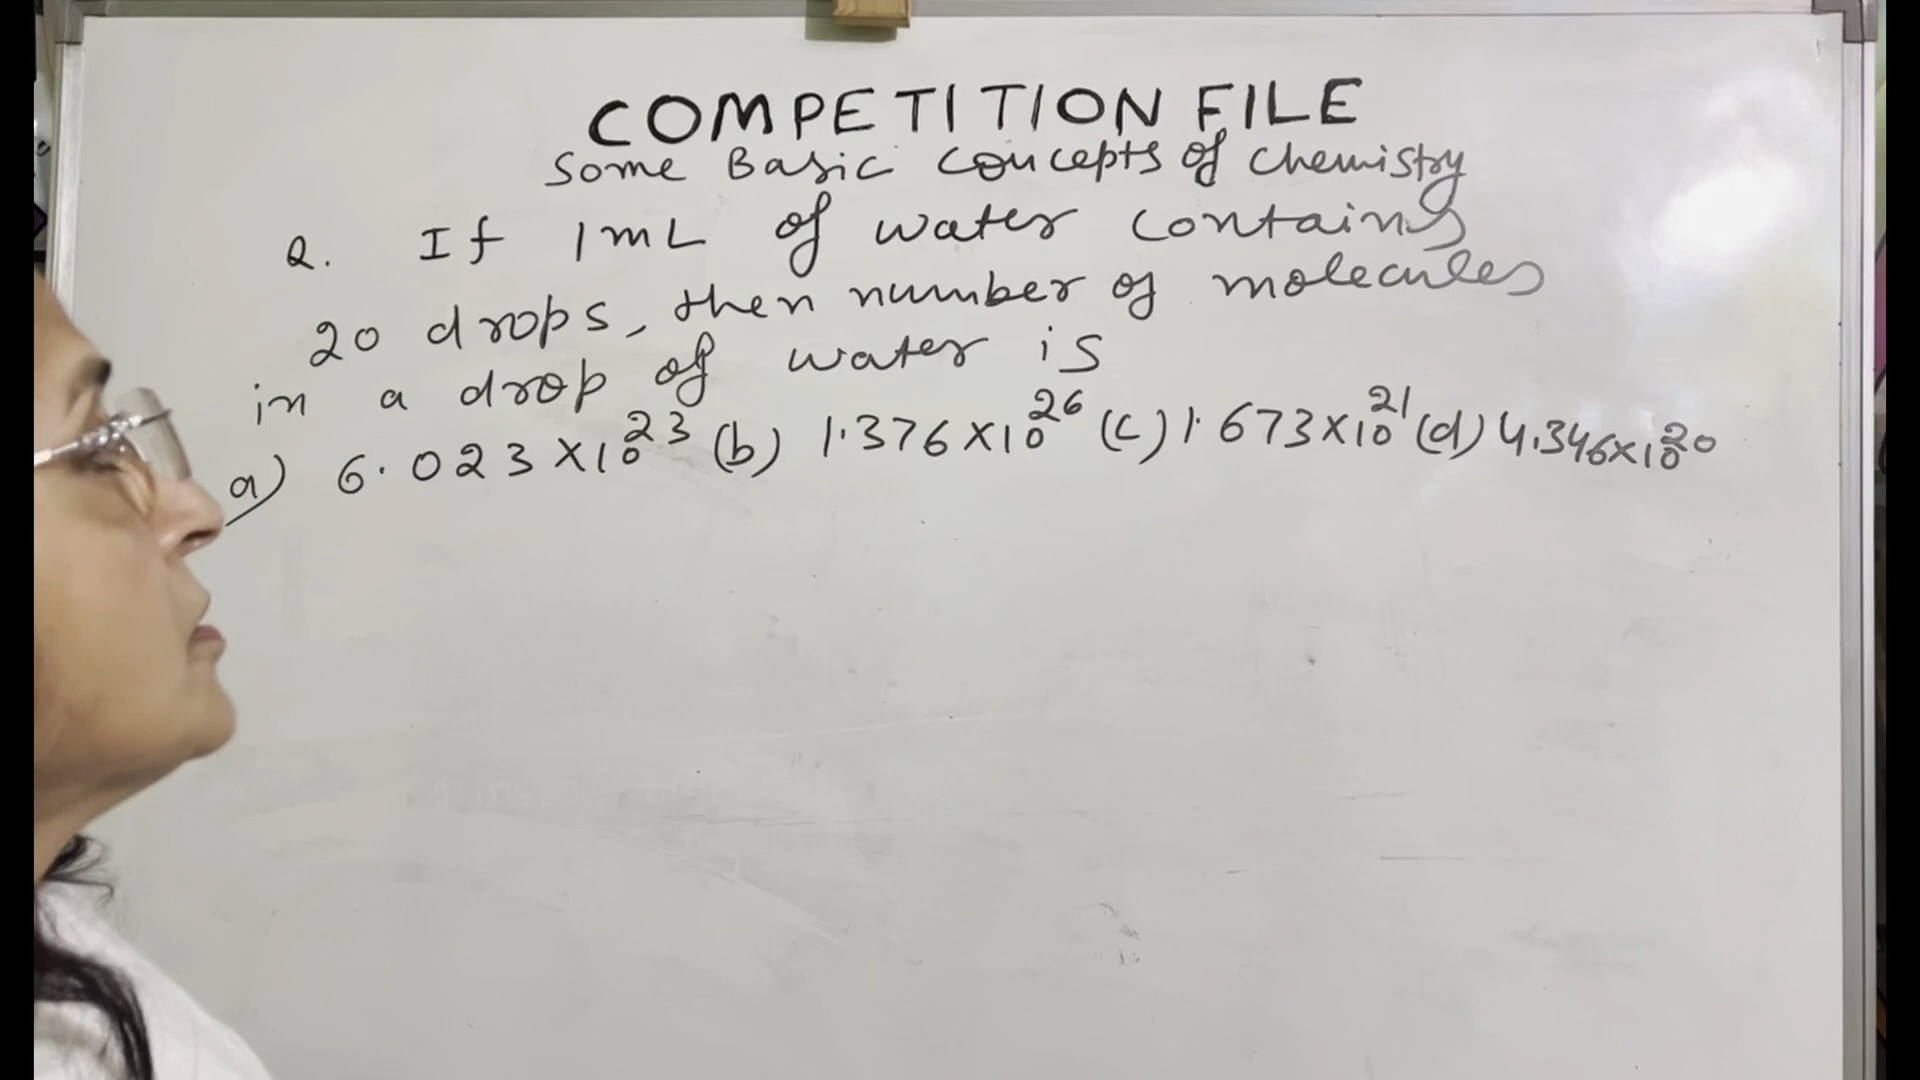 COMPETITION FILE
Some Basic Concepts of Chemistry
Q. If 1mL of water contains
20 drops, then number of molecules
in a drop of water is
a) 6.023 × 10²³ (b) 1.376 × 10²⁶ (c) 1.673 × 10²¹ (d) 4.346 × 10²⁰